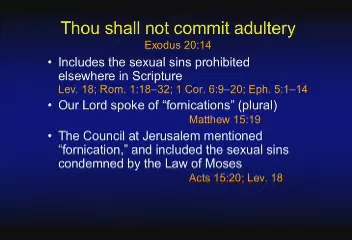 Thou shall not commit adultery
Exodus 20:14
• Includes the sexual sins prohibited
elsewhere in Scripture
Lev. 18; Rom. 1:18–32; 1 Cor. 6:9–20; Eph. 5:1–14
• Our Lord spoke of “fornications” (plural)
Matthew 15:19
• The Council at Jerusalem mentioned
“fornication,” and included the sexual sins
condemned by the Law of Moses
Acts 15:20; Lev. 18